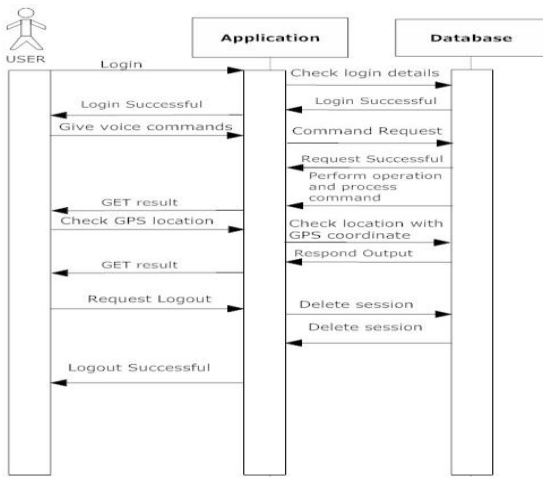 USER
Application
Database
Login
Check login details
Login Successful
Login Successful
Give voice commands
Command Request
Request Successful
Perform operation
and process
command
GET result
Check GPS location
Check location with
GPS coordinate
Respond Output
GET result
Request Logout
Delete session
Delete session
Logout Successful